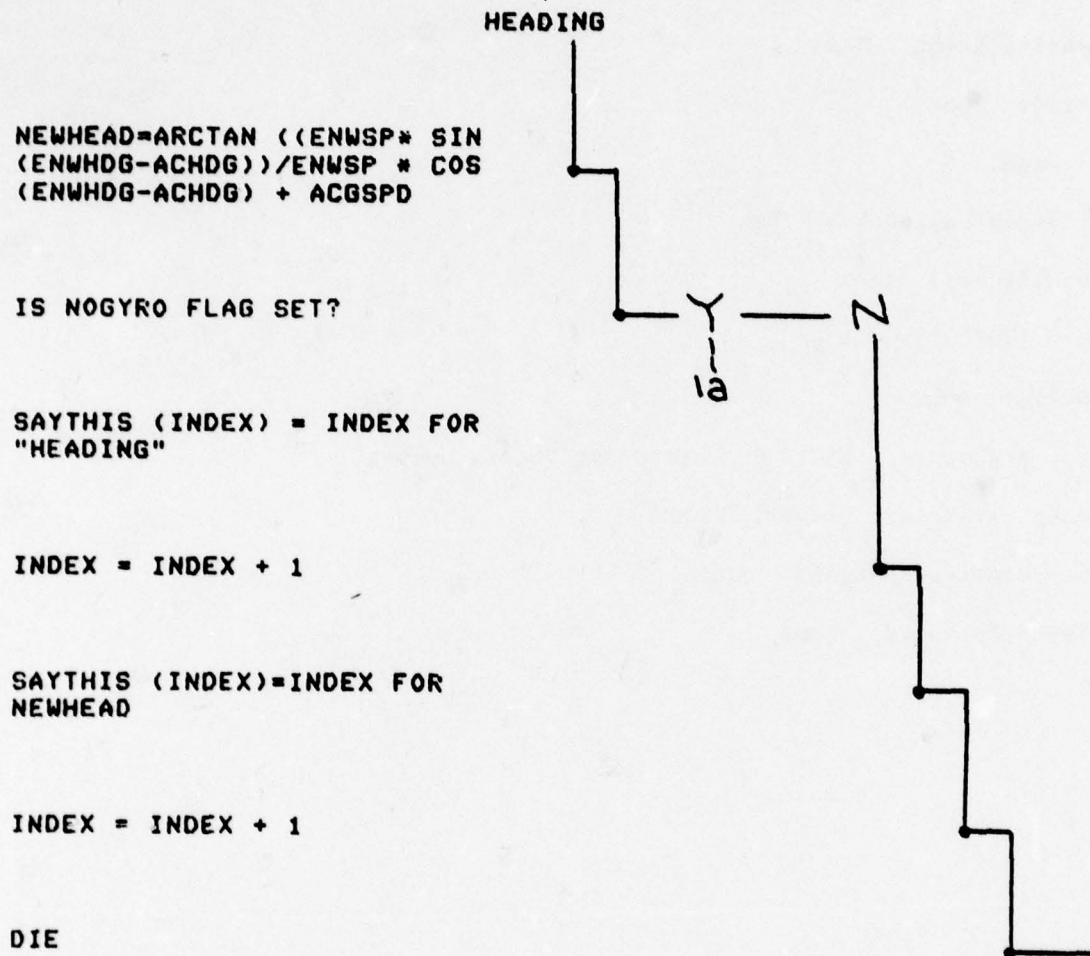 HEADING
NEWHEAD=ARCTAN ((ENWSP* SIN
(ENWHDG-ACHDG))/ENWSP * COS
(ENWHDG-ACHDG) + ACGSPD
IS NOGYRO FLAG SET?
Y N
1a
SAYTHIS (INDEX) = INDEX FOR
"HEADING"
INDEX = INDEX + 1
SAYTHIS (INDEX)=INDEX FOR
NEWHEAD
INDEX = INDEX + 1
DIE